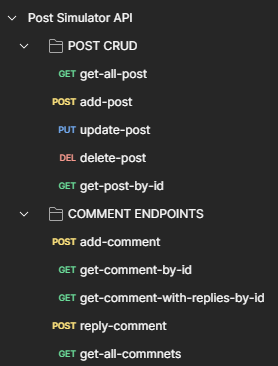 Post Simulator API
POST CRUD
GET get-all-post
POST add-post
PUT update-post
DEL delete-post
GET get-post-by-id
COMMENT ENDPOINTS
POST add-comment
GET get-comment-by-id
GET get-comment-with-replies-by-id
POST reply-comment
GET get-all-commnets